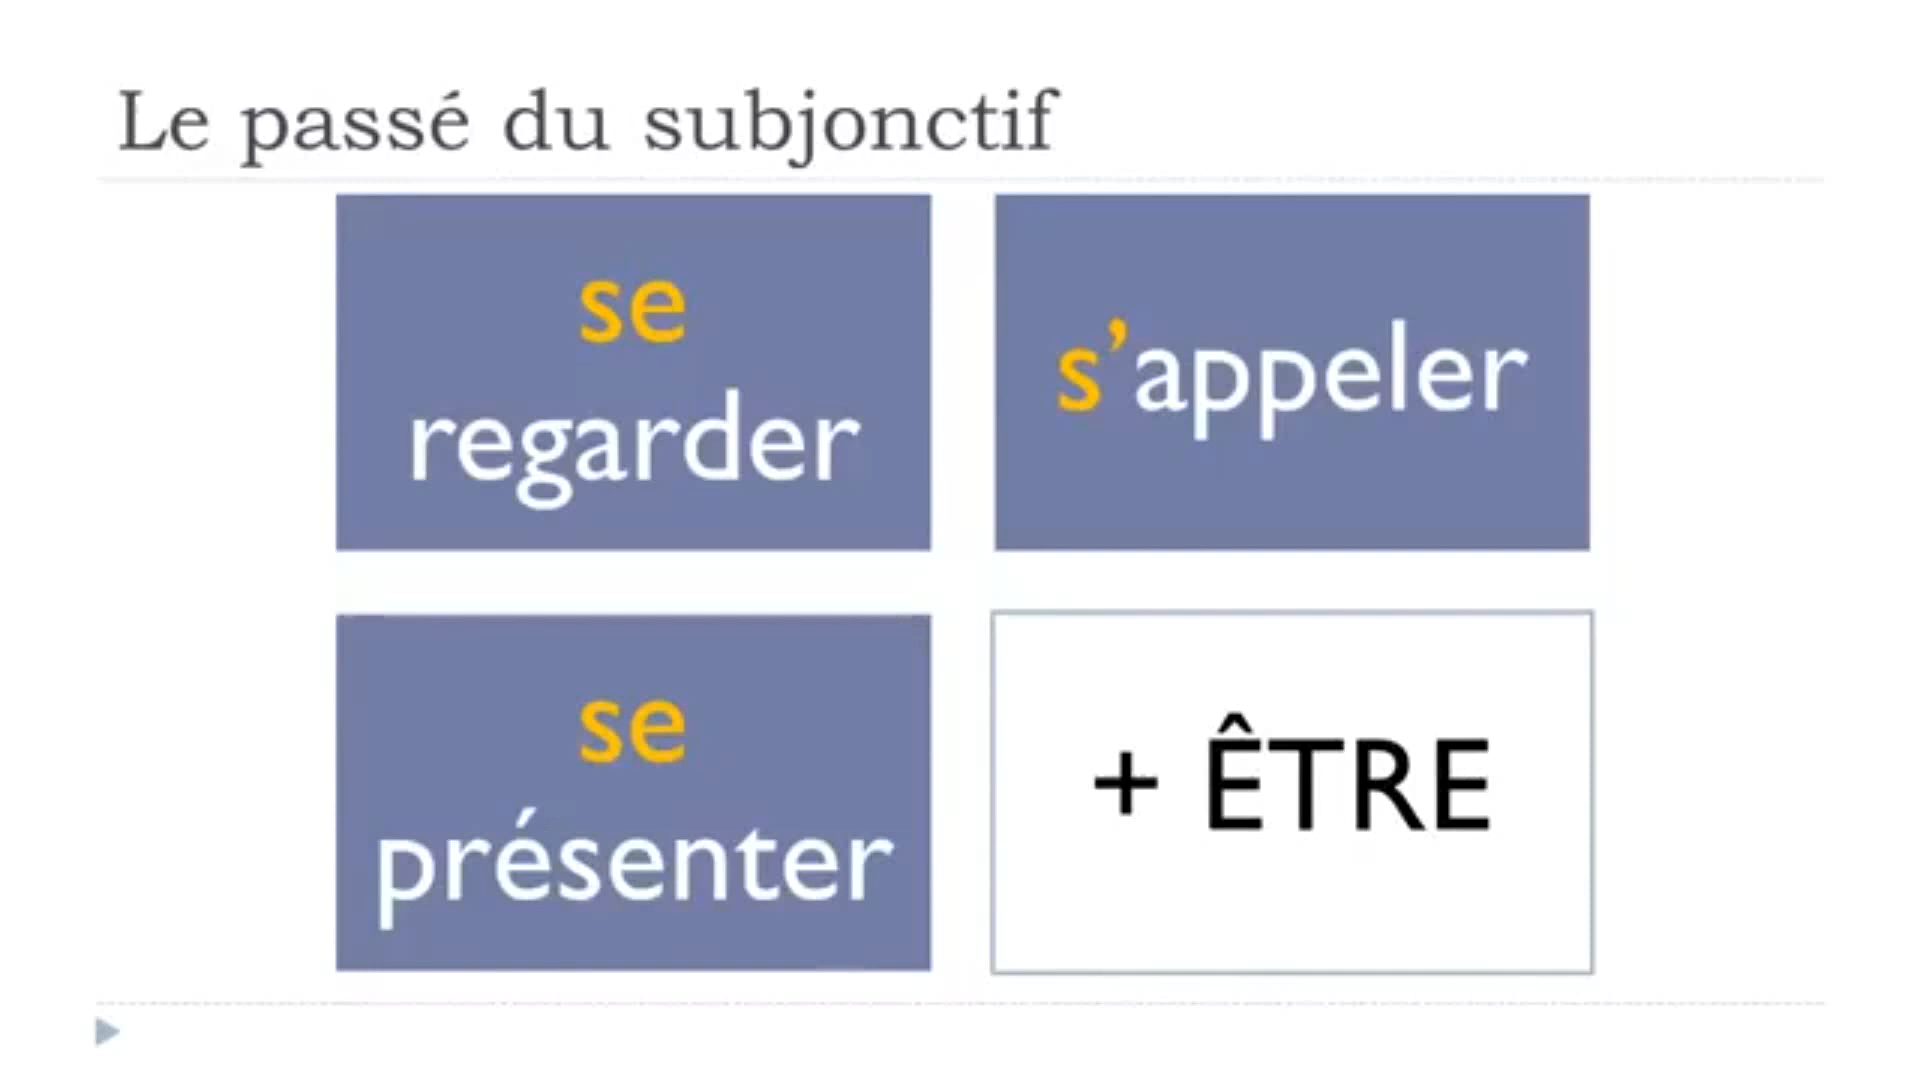 Le passé du subjonctif
se
regarder
s’appeler
se
présenter
+ ÊTRE